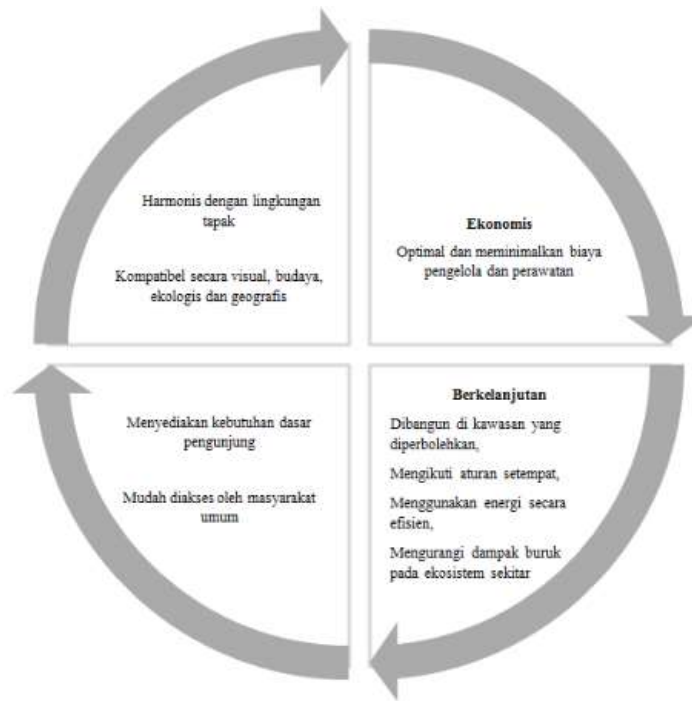 Harmonis dengan lingkungan
tapak
Kompatibel secara visual, budaya,
ekologis dan geografis
Ekonomis
Optimal dan meminimalkan biaya
pengelola dan perawatan
Menyediakan kebutuhan dasar
pengunjung
Mudah diakses oleh masyarakat
umum
Berkelanjutan
Dibangun di kawasan yang
diperbolehkan,
Mengikuti aturan setempat,
Menggunakan energi secara
efisien,
Mengurangi dampak buruk
pada ekosistem sekitar